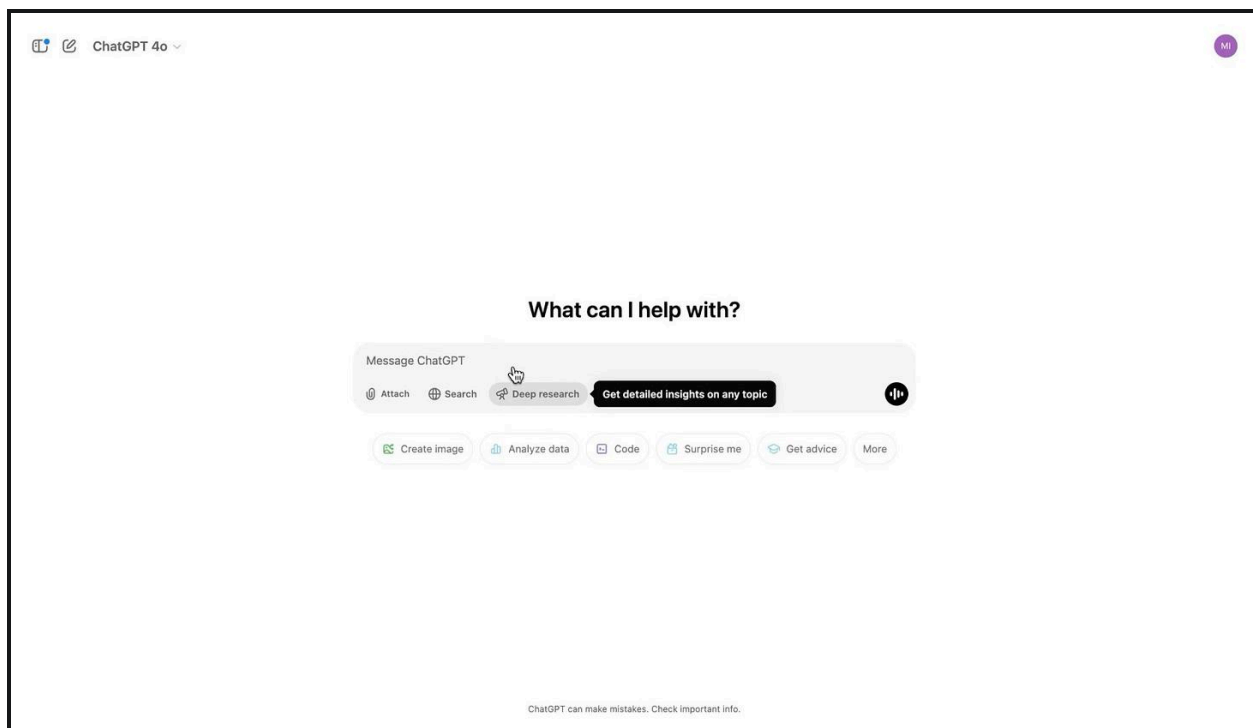 ChatGPT 4o
MI
What can I help with?
Message ChatGPT
Attach Search Deep research Get detailed insights on any topic
Create image Analyze data Code Surprise me Get advice More
ChatGPT can make mistakes. Check important info.